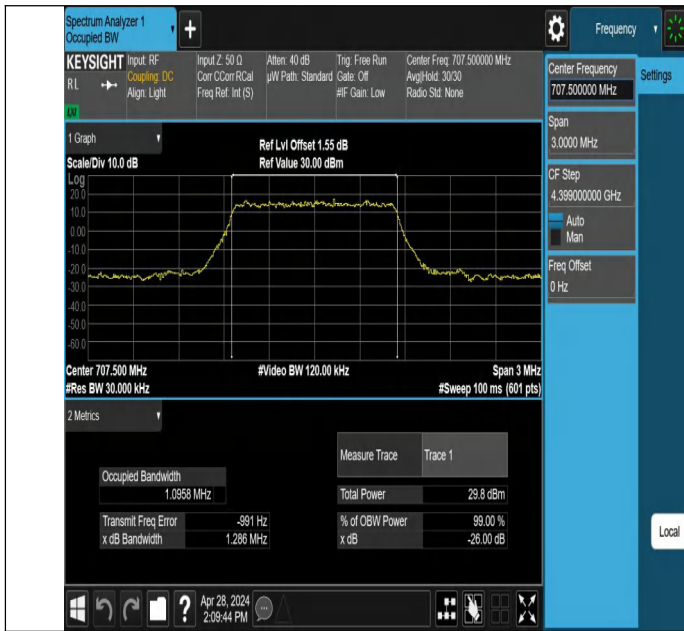 Spectrum Analyzer 1
Occupied BW
Frequency
KEYSIGHT
RL
LXI
Input: RF
Coupling: DC
Align: Light
Input Z: 50 Ω
Corr CCorr RCal
Freq Ref: Int (S)
Atten: 40 dB
µW Path: Standard
Trig: Free Run
Gate: Off
#IF Gain: Low
Center Freq: 707.500000 MHz
Avg|Hold: 30/30
Radio Std: None
Center Frequency
707.500000 MHz
Settings
Span
3.0000 MHz
CF Step
4.399000000 GHz
Auto
Man
Freq Offset
0 Hz
1 Graph
Scale/Div 10.0 dB
Ref Lvl Offset 1.55 dB
Ref Value 30.00 dBm
Log
20.0
10.0
0.00
-10.0
-20.0
-30.0
-40.0
-50.0
-60.0
Center 707.500 MHz
#Video BW 120.00 kHz
Span 3 MHz
#Res BW 30.000 kHz
#Sweep 100 ms (601 pts)
2 Metrics
Measure Trace
Trace 1
Occupied Bandwidth
1.0958 MHz
Total Power
29.8 dBm
Transmit Freq Error
-991 Hz
% of OBW Power
99.00 %
x dB Bandwidth
1.286 MHz
x dB
-26.00 dB
Local
?
Apr 28, 2024
2:09:44 PM